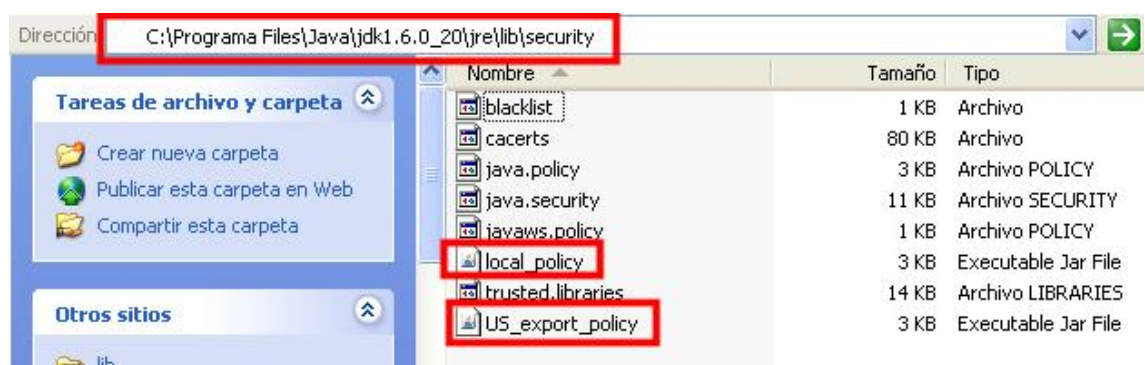 Dirección C:\Programa Files\Java\jdk1.6.0_20\jre\lib\security
Tareas de archivo y carpeta
Crear nueva carpeta
Publicar esta carpeta en Web
Compartir esta carpeta
Otros sitios
lib
Nombre Tamaño Tipo
blacklist 1 KB Archivo
cacerts 80 KB Archivo
java.policy 3 KB Archivo POLICY
java.security 11 KB Archivo SECURITY
javaws.policy 1 KB Archivo POLICY
local_policy 3 KB Executable Jar File
trusted.libraries 14 KB Archivo LIBRARIES
US_export_policy 3 KB Executable Jar File